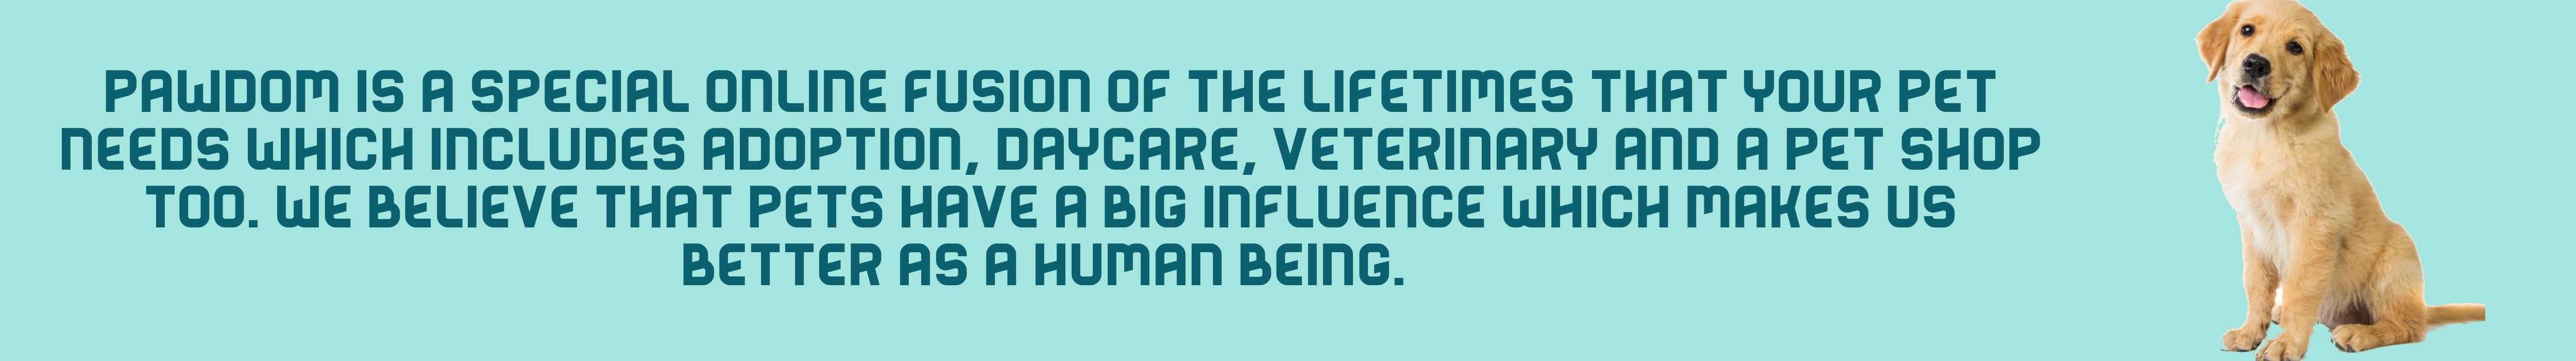 PAWDOM IS A SPECIAL ONLINE FUSION OF THE LIFETIMES THAT YOUR PET
NEEDS WHICH INCLUDES ADOPTION, DAYCARE, VETERINARY AND A PET SHOP
TOO. WE BELIEVE THAT PETS HAVE A BIG INFLUENCE WHICH MAKES US
BETTER AS A HUMAN BEING.